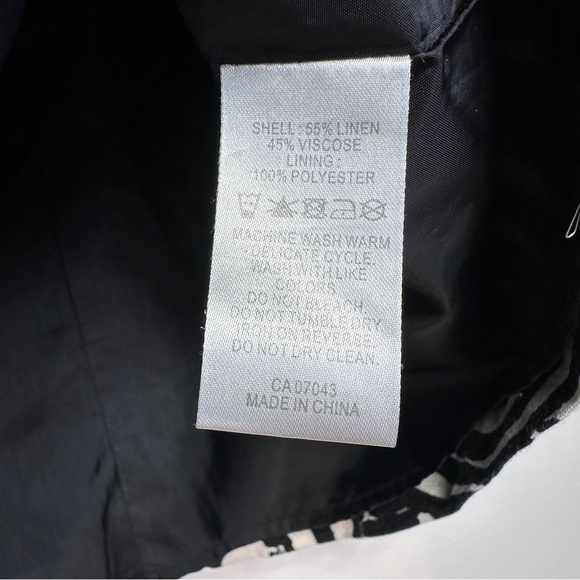 SHELL : 55% LINEN
45% VISCOSE
LINING :
100% POLYESTER
MACHINE WASH WARM
DELICATE CYCLE.
WASH WITH LIKE
COLORS.
DO NOT BLEACH.
DO NOT TUMBLE DRY.
IRON ON REVERSE.
DO NOT DRY CLEAN.
CA 07043
MADE IN CHINA